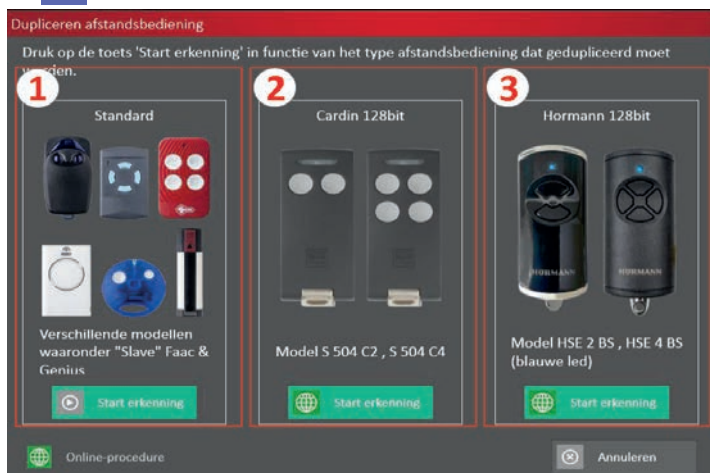 Dupliceren afstandsbediening
Druk op de toets 'Start erkenning' in functie van het type afstandsbediening dat gedupliceerd moet
worden.
1
Standard
Verschillende modellen
waaronder "Slave" Faac &
Genius
Start erkenning
2
Cardin 128bit
Model S 504 C2 , S 504 C4
Start erkenning
3
Hormann 128bit
HORMANN
HORMANN
Model HSE 2 BS , HSE 4 BS
(blauwe led)
Start erkenning
Online-procedure
Annuleren